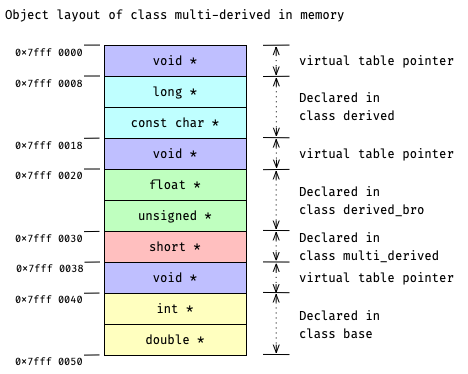 Object layout of class multi-derived in memory
0×7fff 0000
void *
virtual table pointer
0×7fff 0008
long *
Declared in
class derived
const char *
0×7fff 0018
void *
virtual table pointer
0×7fff 0020
float *
Declared in
class derived_bro
unsigned *
0×7fff 0030
short *
Declared in
class multi_derived
0×7fff 0038
void *
virtual table pointer
0×7fff 0040
int *
Declared in
class base
double *
0×7fff 0050